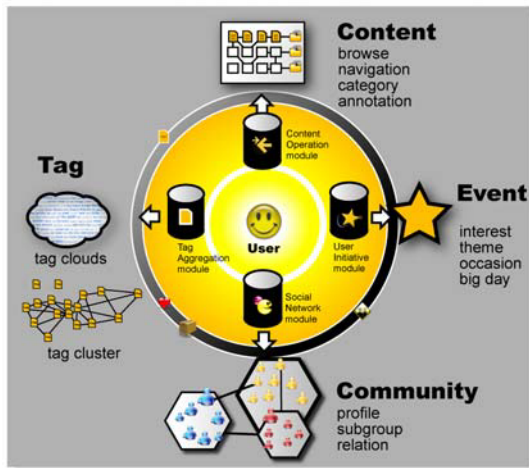 Content
browse
navigation
category
annotation
Content
Operation
module
Tag
tag clouds
tag cluster
Tag
Aggregation
module
User
User
Initiative
module
Event
interest
theme
occasion
big day
Social
Network
module
Community
profile
subgroup
relation